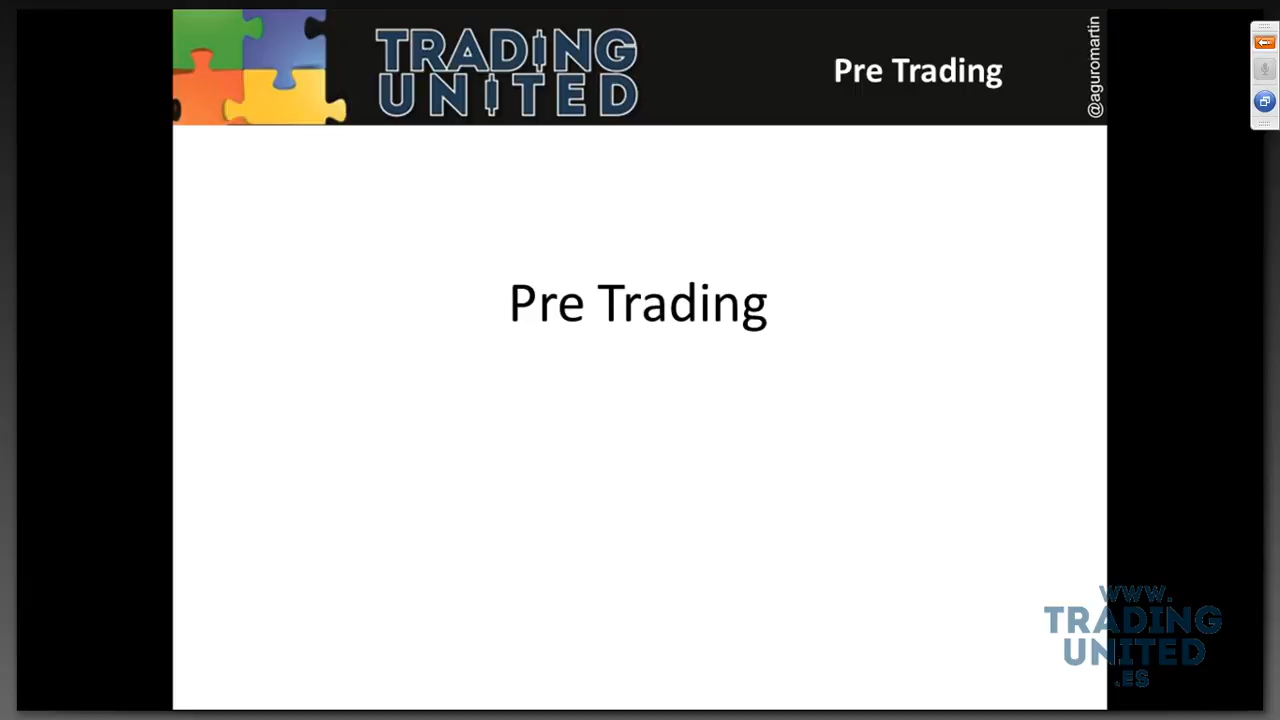 TRADING
UNITED
Pre Trading
@aguromartin
Pre Trading
www.
TRADING
UNITED
.ES